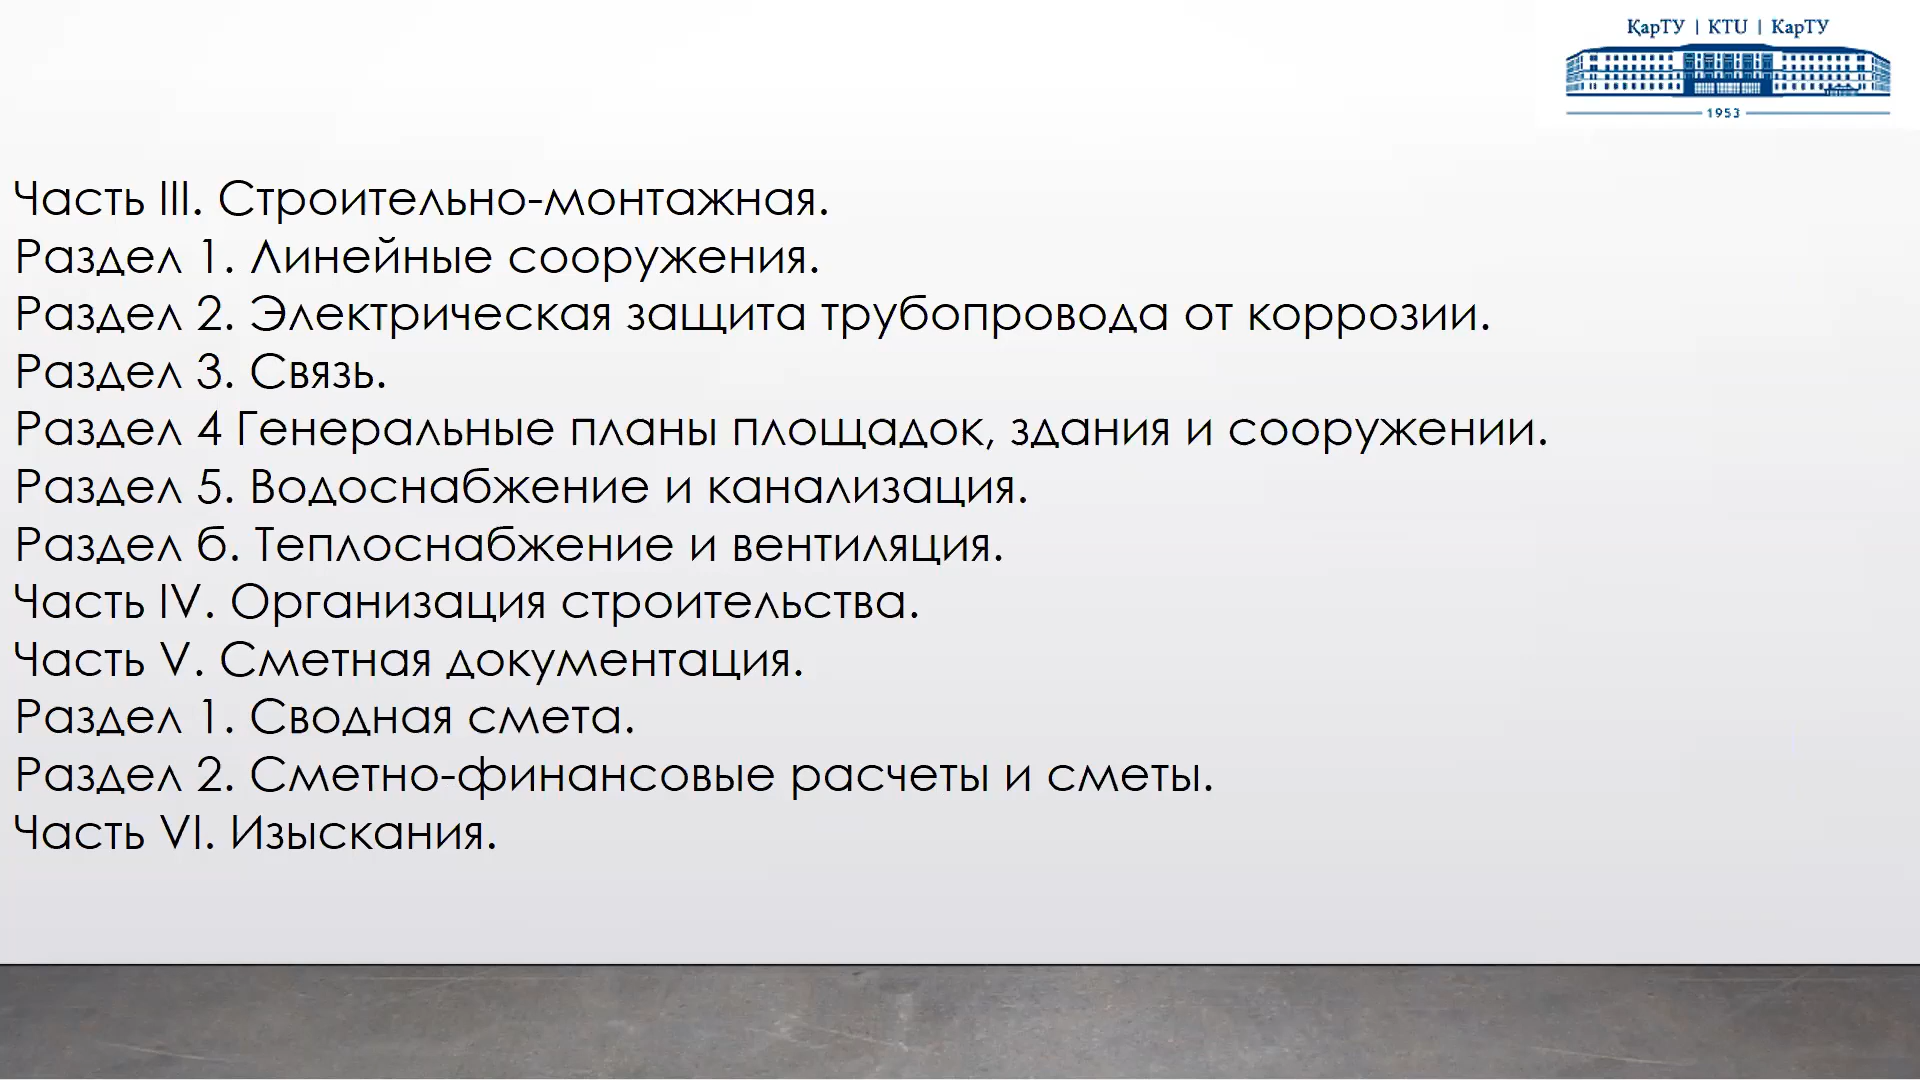 ҚарТУ | KTU | КарТУ
1953
Часть III. Строительно-монтажная.
Раздел 1. Линейные сооружения.
Раздел 2. Электрическая защита трубопровода от коррозии.
Раздел 3. Связь.
Раздел 4 Генеральные планы площадок, здания и сооружении.
Раздел 5. Водоснабжение и канализация.
Раздел б. Теплоснабжение и вентиляция.
Часть IV. Организация строительства.
Часть V. Сметная документация.
Раздел 1. Сводная смета.
Раздел 2. Сметно-финансовые расчеты и сметы.
Часть VI. Изыскания.